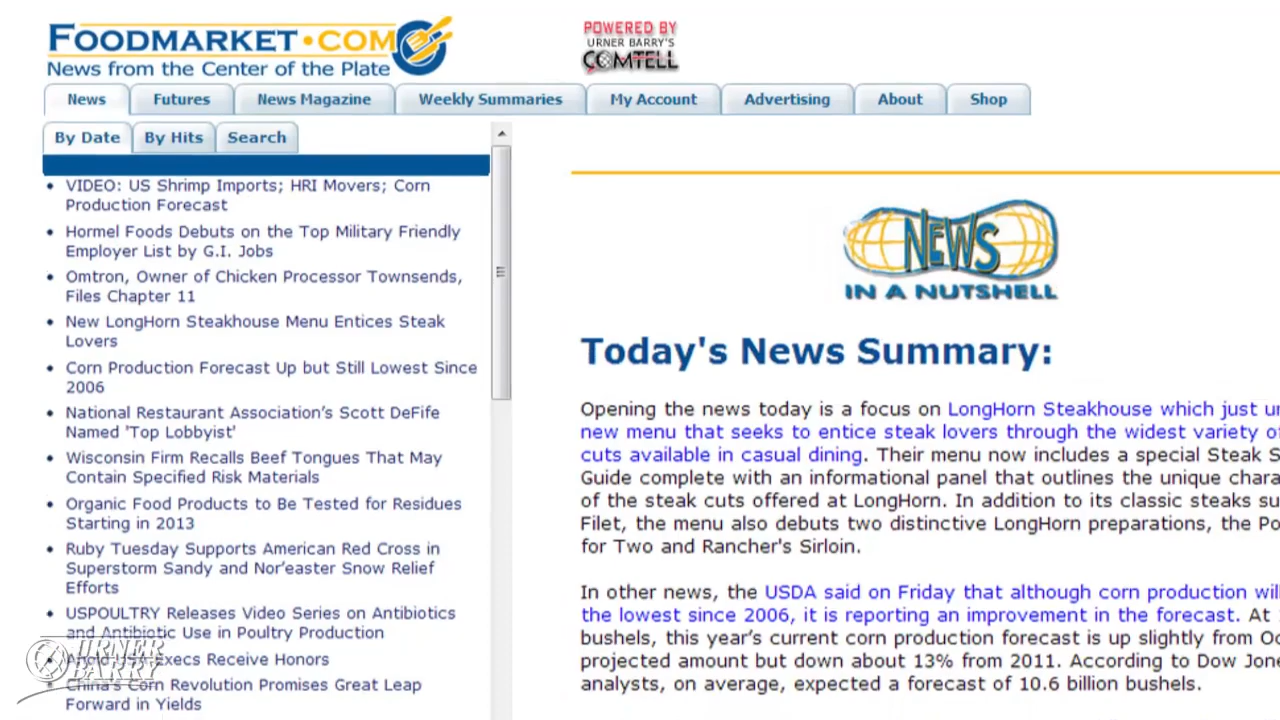 FOODMARKET.COM
News from the Center of the Plate
POWERED BY
URNER BARRY'S
COMTELL
News
Futures
News Magazine
Weekly Summaries
My Account
Advertising
About
Shop
By Date
By Hits
Search
VIDEO: US Shrimp Imports; HRI Movers; Corn
Production Forecast
Hormel Foods Debuts on the Top Military Friendly
Employer List by G.I. Jobs
Omtron, Owner of Chicken Processor Townsends,
Files Chapter 11
New LongHorn Steakhouse Menu Entices Steak
Lovers
Corn Production Forecast Up but Still Lowest Since
2006
National Restaurant Association's Scott DeFife
Named 'Top Lobbyist'
Wisconsin Firm Recalls Beef Tongues That May
Contain Specified Risk Materials
Organic Food Products to Be Tested for Residues
Starting in 2013
Ruby Tuesday Supports American Red Cross in
Superstorm Sandy and Nor'easter Snow Relief
Efforts
USPOULTRY Releases Video Series on Antibiotics
and Antibiotic Use in Poultry Production
Execs Receive Honors
China's Corn Revolution Promises Great Leap
Forward in Yields
URNER
BARRY
NEWS
IN A NUTSHELL
Today's News Summary:
Opening the news today is a focus on LongHorn Steakhouse which just
new menu that seeks to entice steak lovers through the widest variety of
cuts available in casual dining. Their menu now includes a special Steak
Guide complete with an informational panel that outlines the unique
of the steak cuts offered at LongHorn. In addition to its classic steaks
Filet, the menu also debuts two distinctive LongHorn preparations, the
for Two and Rancher's Sirloin.
In other news, the USDA said on Friday that although corn production
the lowest since 2006, it is reporting an improvement in the forecast. At
bushels, this year's current corn production forecast is up slightly from
projected amount but down about 13% from 2011. According to Dow
analysts, on average, expected a forecast of 10.6 billion bushels.